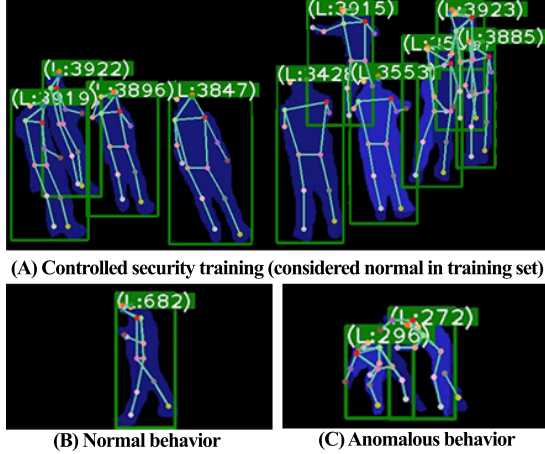 (L:3915)
(L:3923)
(L:3885)
(L:3922)
(L:3919)
(L:3896)
(L:3847)
(L:3428
(L:3553)
(A) Controlled security training (considered normal in training set)
(L:682)
(L:272)
(L:296)
(B) Normal behavior
(C) Anomalous behavior